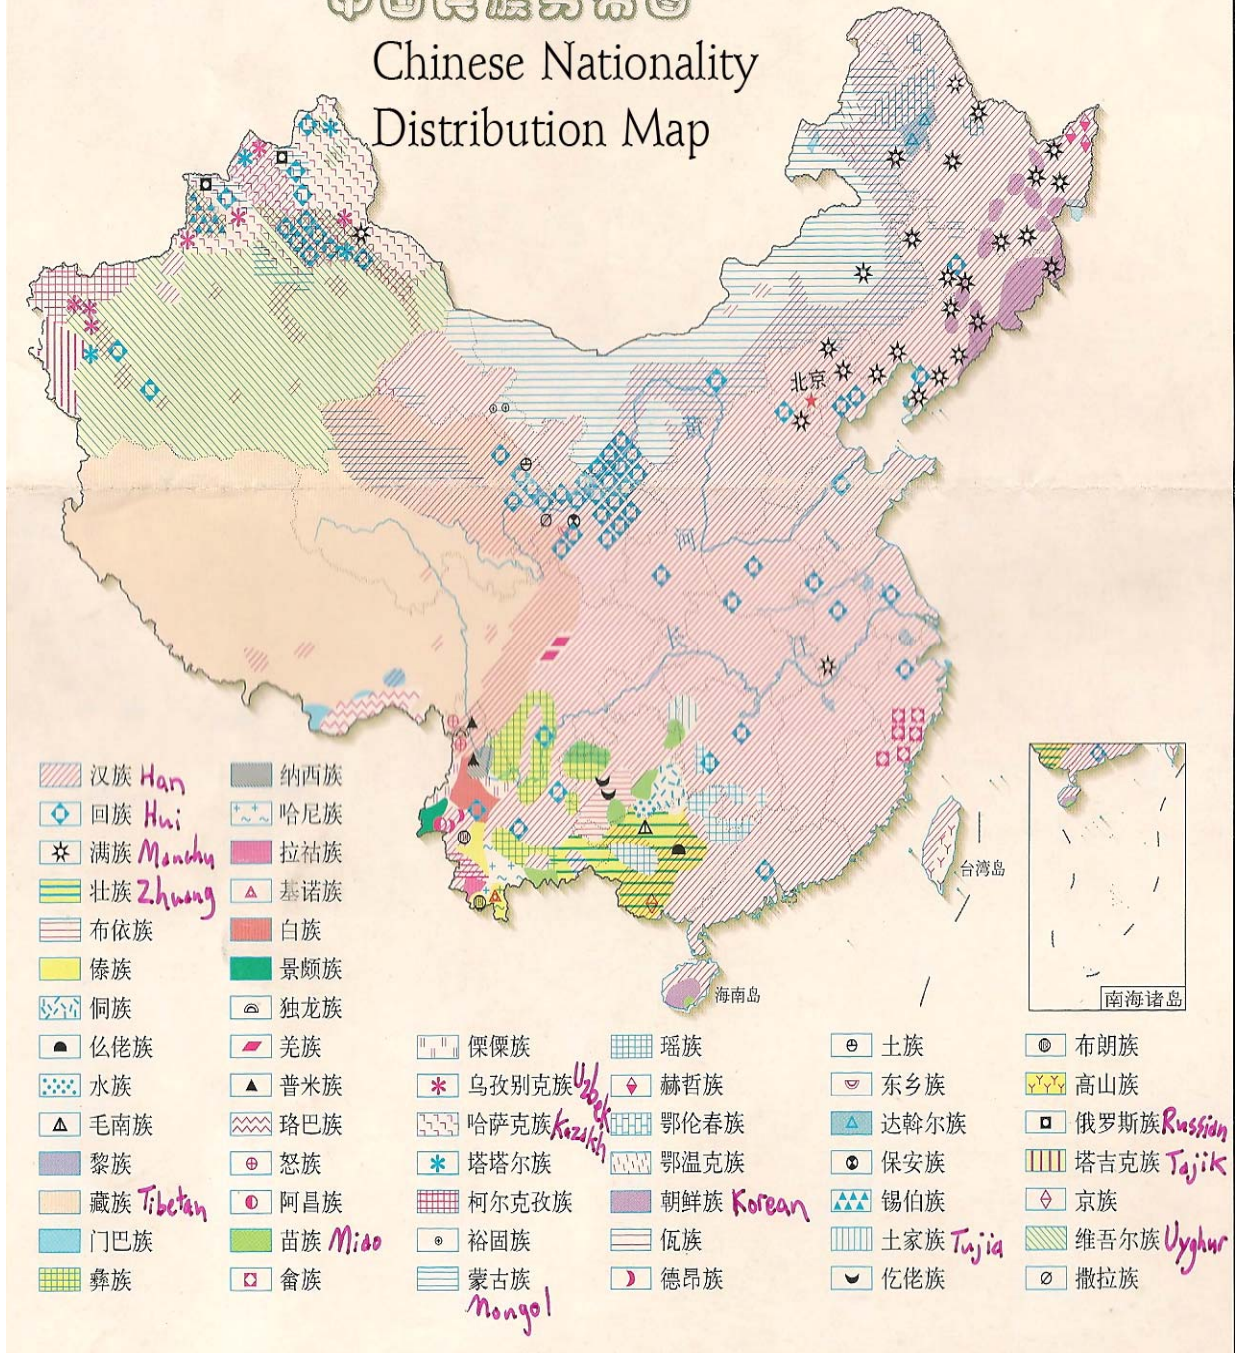 中国民族分布图
Chinese Nationality
Distribution Map
北京
黄
河
长
江
台湾岛
海南岛
南海诸岛
汉族 Han
回族 Hui
满族 Manchu
壮族 Zhuang
布依族
傣族
侗族
仫佬族
水族
毛南族
黎族
藏族 Tibetan
门巴族
彝族
纳西族
哈尼族
拉祜族
基诺族
白族
景颇族
独龙族
羌族
普米族
珞巴族
怒族
阿昌族
苗族 Miao
畲族
傈僳族
乌孜别克族 Uzbek
哈萨克族 Kazakh
塔塔尔族
柯尔克孜族
裕固族
蒙古族
Mongol
瑶族
赫哲族
鄂伦春族
鄂温克族
朝鲜族 Korean
佤族
德昂族
土族
东乡族
达斡尔族
保安族
锡伯族
土家族 Tujia
仡佬族
布朗族
高山族
俄罗斯族 Russian
塔吉克族 Tajik
京族
维吾尔族 Uyghur
撒拉族